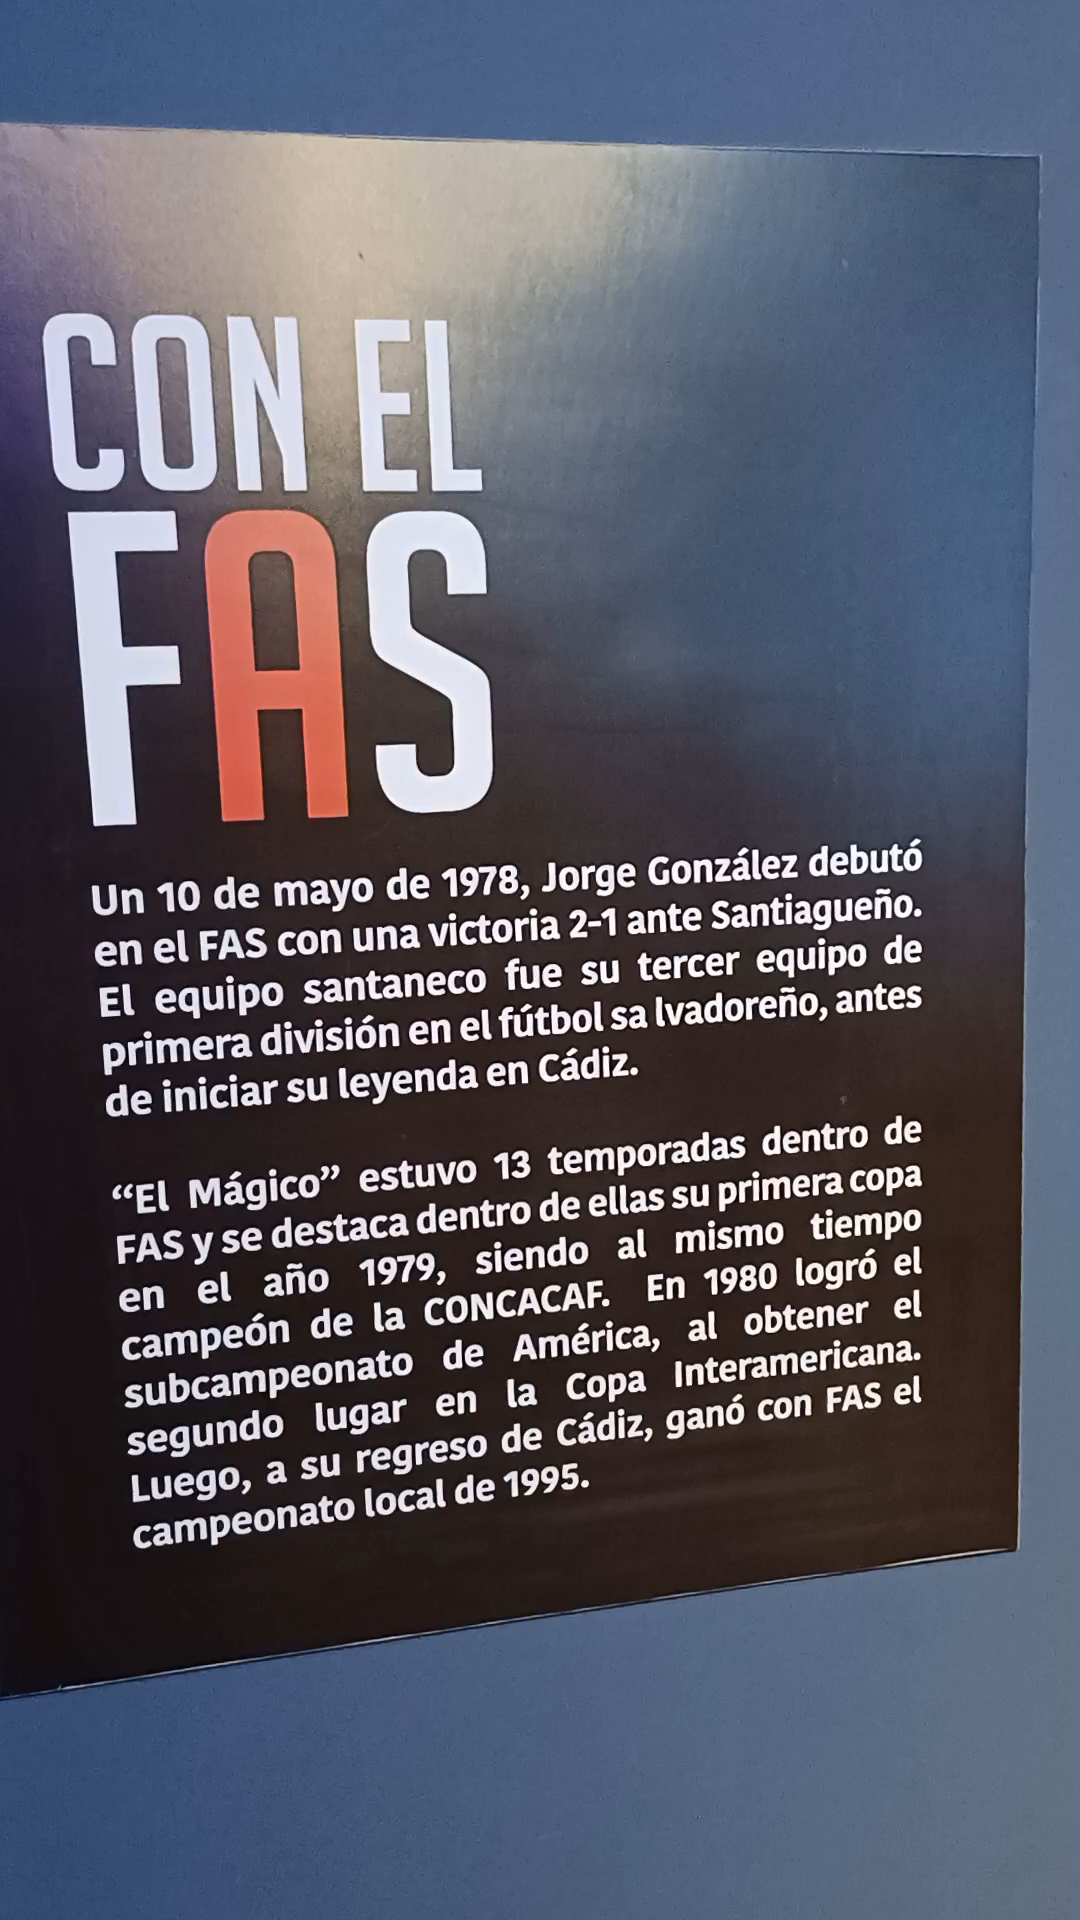 CON EL
FAS
Un 10 de mayo de 1978, Jorge González debutó
en el FAS con una victoria 2-1 ante Santiagueño.
El equipo santaneco fue su tercer equipo de
primera división en el fútbol sa lvadoreño, antes
de iniciar su leyenda en Cádiz.
“El Mágico” estuvo 13 temporadas dentro de
FAS y se destaca dentro de ellas su primera copa
en el año 1979, siendo al mismo tiempo
campeón de la CONCACAF. En 1980 logró el
subcampeonato de América, al obtener el
segundo lugar en la Copa Interamericana.
Luego, a su regreso de Cádiz, ganó con FAS el
campeonato local de 1995.